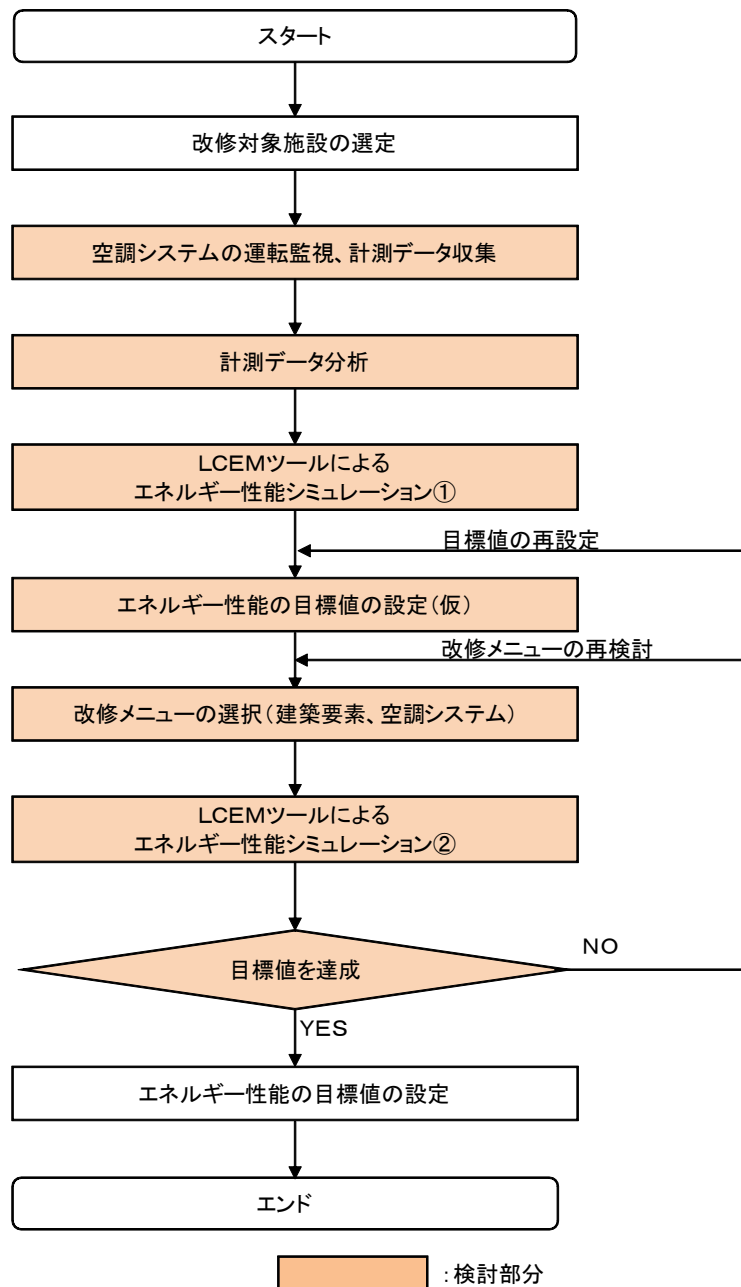 スタート
改修対象施設の選定
空調システムの運転監視、計測データ収集
計測データ分析
LCEMツールによる
エネルギー性能シミュレーション①
目標値の再設定
エネルギー性能の目標値の設定(仮)
改修メニューの再検討
改修メニューの選択(建築要素、空調システム)
LCEMツールによる
エネルギー性能シミュレーション②
目標値を達成
NO
YES
エネルギー性能の目標値の設定
エンド
:検討部分